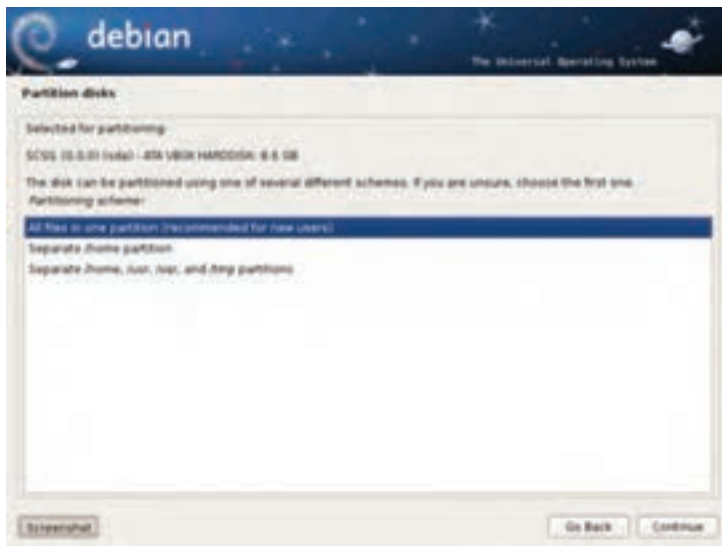 debian
The Universal Operating System
Partition disks
Selected for partitioning:
SCSI1 (0,0,0) (sda) - ATA VBOX HARDDISK: 8.6 GB
The disk can be partitioned using one of several different schemes. If you are unsure, choose the first one.
Partitioning scheme:
All files in one partition (recommended for new users)
Separate /home partition
Separate /home, /usr, /var, and /tmp partitions
Screenshot
Go Back
Continue